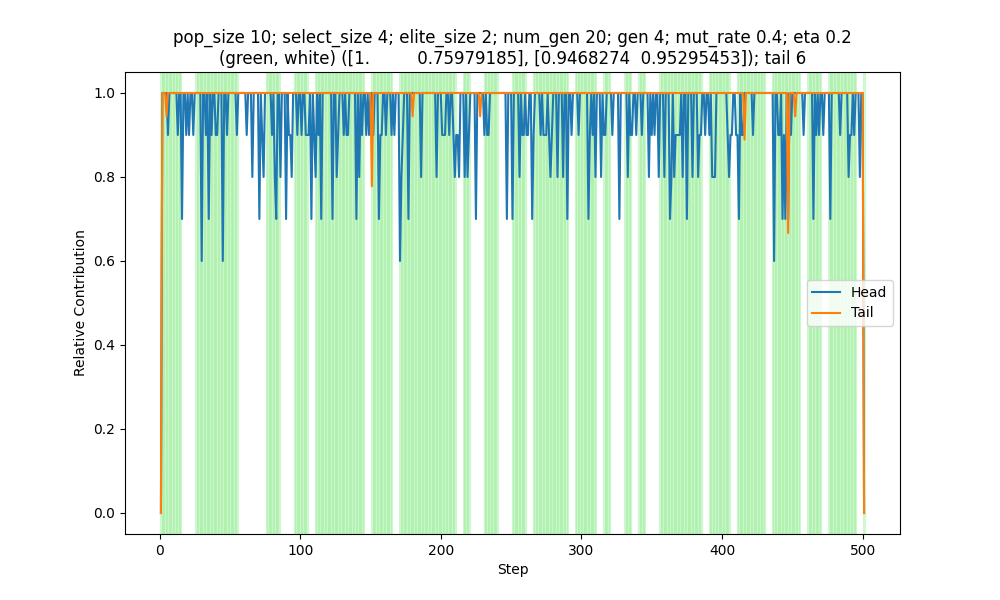 pop_size 10; select_size 4; elite_size 2; num_gen 20; gen 4; mut_rate 0.4; eta 0.2
(green, white) ([1.          0.75979185], [0.9468274  0.95295453]); tail 6
1.0
0.8
0.6
0.4
0.2
0.0
Relative Contribution
Head
Tail
0
100
200
300
400
500
Step